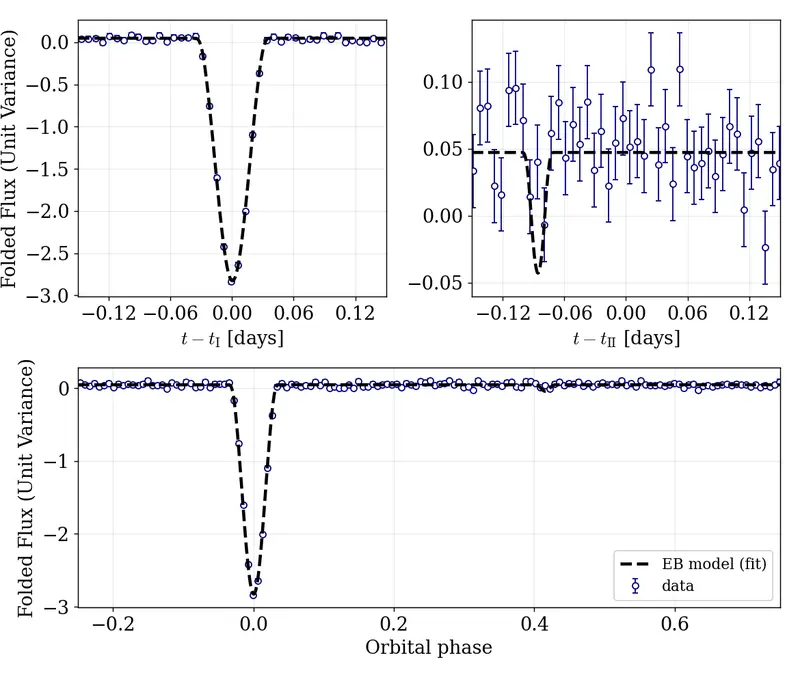 Folded Flux (Unit Variance)
0.0
−0.5
−1.0
−1.5
−2.0
−2.5
−3.0
−0.12 −0.06 0.00 0.06 0.12
t − tI [days]
0.10
0.05
0.00
−0.05
−0.12 −0.06 0.00 0.06 0.12
t − tII [days]
Folded Flux (Unit Variance)
0
−1
−2
−3
EB model (fit)
data
−0.2 0.0 0.2 0.4 0.6
Orbital phase